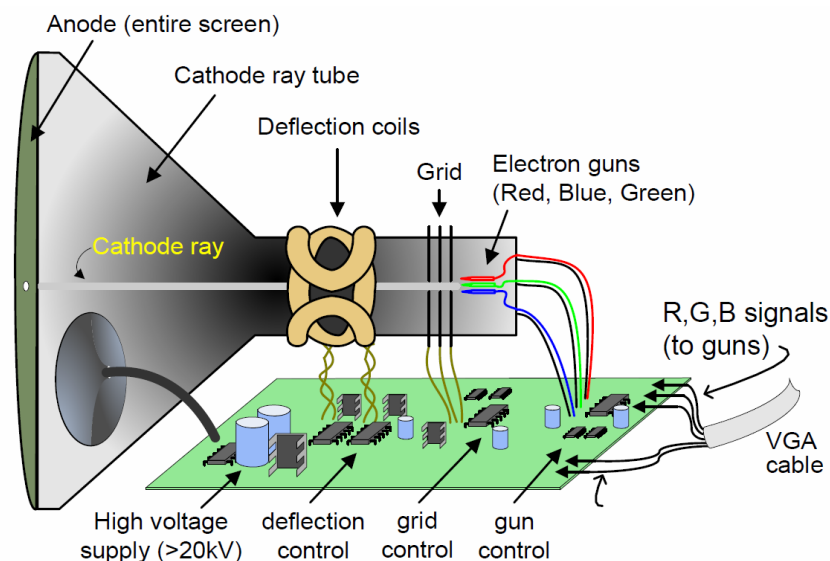 Anode (entire screen)
Cathode ray tube
Deflection coils
Grid
Electron guns
(Red, Blue, Green)
Cathode ray
R,G,B signals
(to guns)
VGA
cable
High voltage
supply (>20kV)
deflection
control
grid
control
gun
control